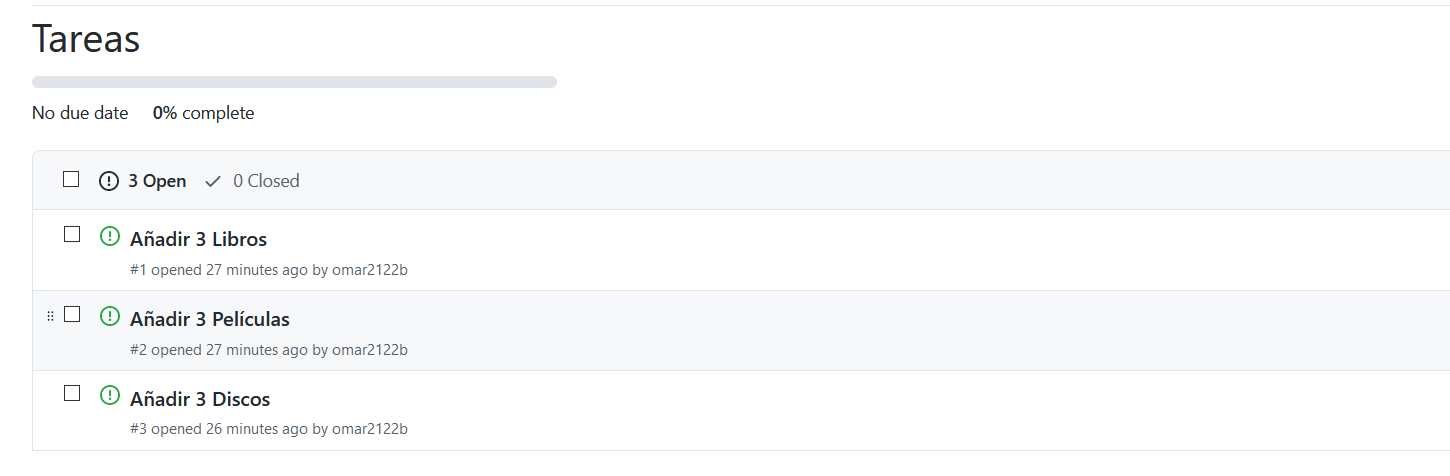 Tareas
No due date 0% complete
3 Open 0 Closed
Añadir 3 Libros
#1 opened 27 minutes ago by omar2122b
Añadir 3 Películas
#2 opened 27 minutes ago by omar2122b
Añadir 3 Discos
#3 opened 26 minutes ago by omar2122b